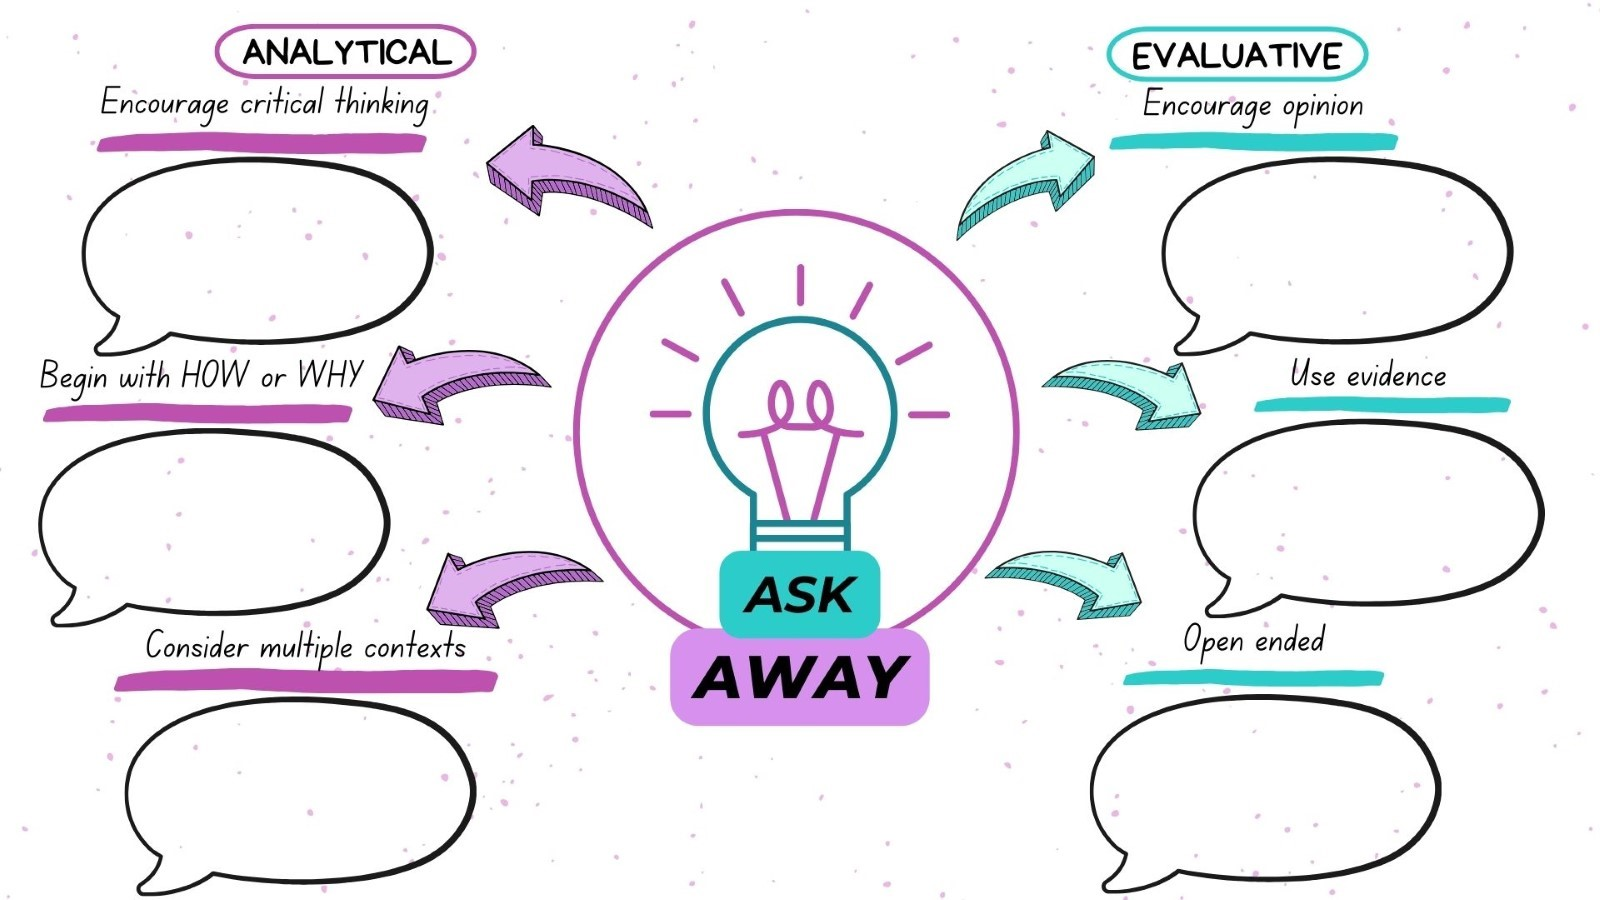 ANALYTICAL
Encourage critical thinking
Begin with HOW or WHY
Consider multiple contexts
ASK
AWAY
EVALUATIVE
Encourage opinion
Use evidence
Open ended